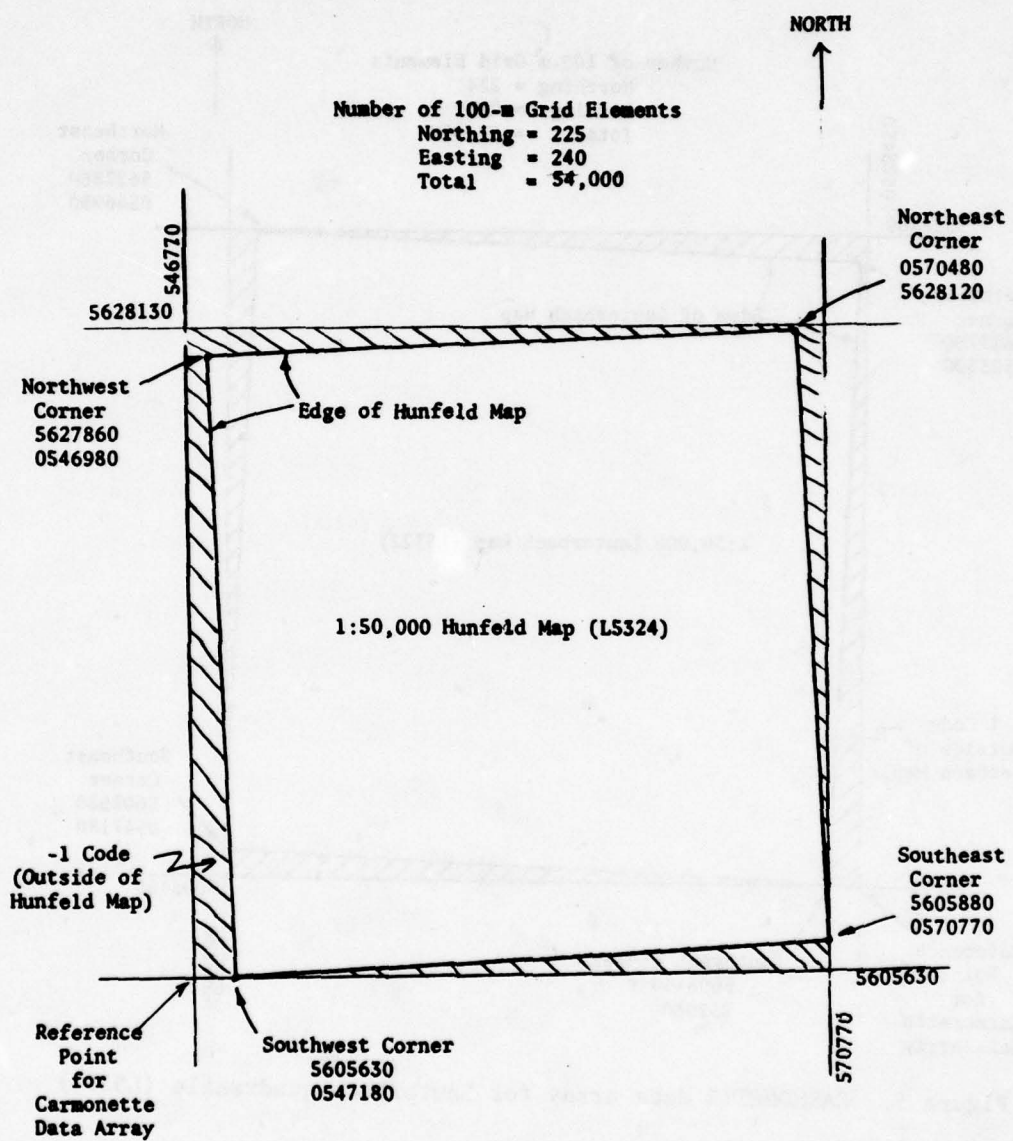 NORTH
Number of 100-m Grid Elements
Northing = 225
Easting = 240
Total = 54,000
Northeast
Corner
0570480
5628120
546770
5628130
Northwest
Corner
5627860
0546980
Edge of Hunfeld Map
1:50,000 Hunfeld Map (L5324)
-1 Code
(Outside of
Hunfeld Map)
Southeast
Corner
5605880
0570770
5605630
570770
Reference
Point
for
Carmonette
Data Array
Southwest Corner
5605630
0547180